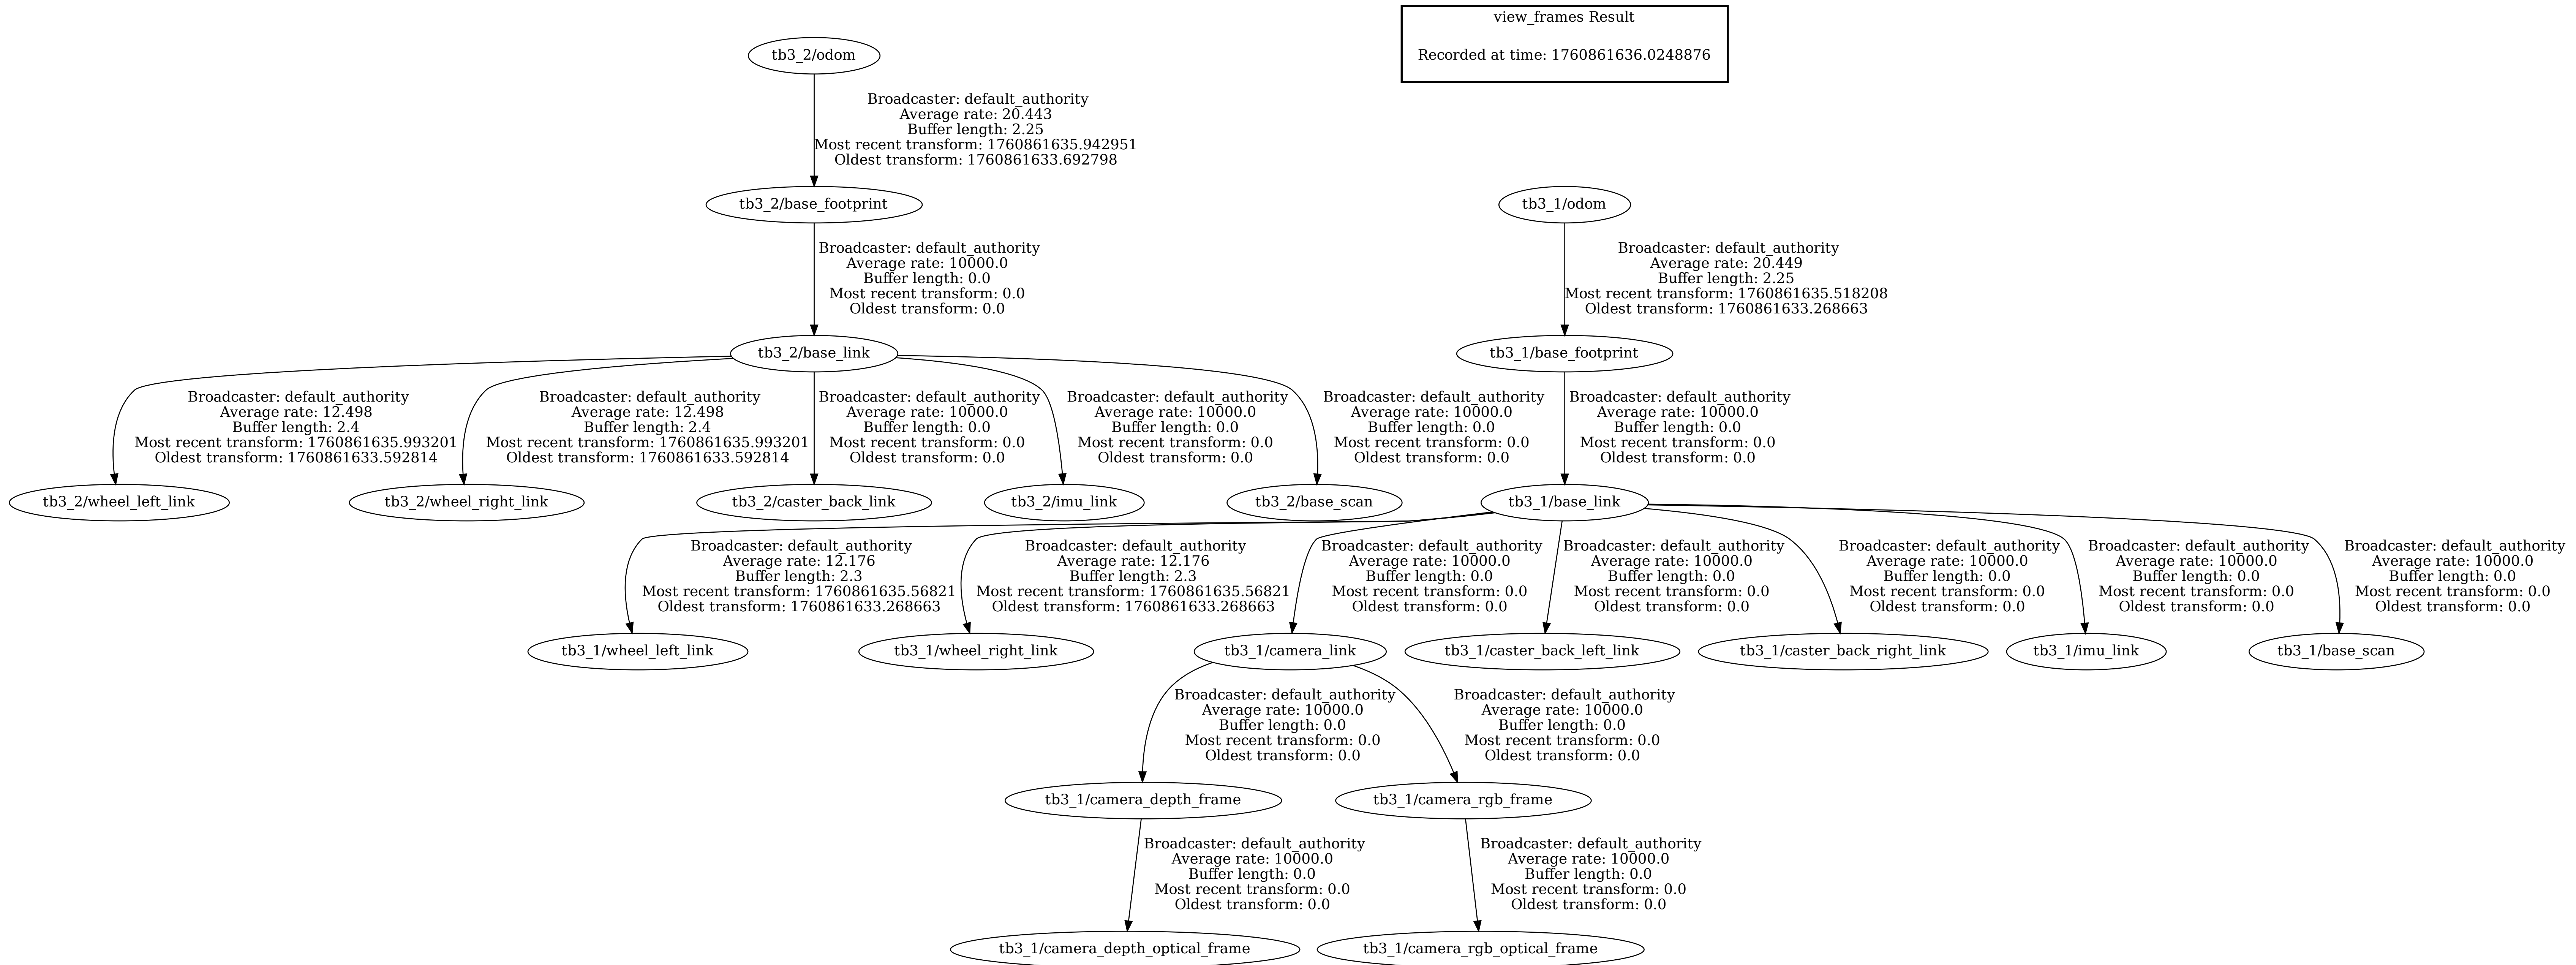 view_frames Result
Recorded at time: 1760861636.0248876
tb3_2/odom
Broadcaster: default_authority
Average rate: 20.443
Buffer length: 2.25
Most recent transform: 1760861635.942951
Oldest transform: 1760861633.692798
tb3_2/base_footprint
tb3_1/odom
Broadcaster: default_authority
Average rate: 10000.0
Buffer length: 0.0
Most recent transform: 0.0
Oldest transform: 0.0
Broadcaster: default_authority
Average rate: 20.449
Buffer length: 2.25
Most recent transform: 1760861635.518208
Oldest transform: 1760861633.268663
tb3_2/base_link
tb3_1/base_footprint
Broadcaster: default_authority
Average rate: 12.498
Buffer length: 2.4
Most recent transform: 1760861635.993201
Oldest transform: 1760861633.592814
Broadcaster: default_authority
Average rate: 12.498
Buffer length: 2.4
Most recent transform: 1760861635.993201
Oldest transform: 1760861633.592814
Broadcaster: default_authority
Average rate: 10000.0
Buffer length: 0.0
Most recent transform: 0.0
Oldest transform: 0.0
Broadcaster: default_authority
Average rate: 10000.0
Buffer length: 0.0
Most recent transform: 0.0
Oldest transform: 0.0
Broadcaster: default_authority
Average rate: 10000.0
Buffer length: 0.0
Most recent transform: 0.0
Oldest transform: 0.0
Broadcaster: default_authority
Average rate: 10000.0
Buffer length: 0.0
Most recent transform: 0.0
Oldest transform: 0.0
tb3_2/wheel_left_link
tb3_2/wheel_right_link
tb3_2/caster_back_link
tb3_2/imu_link
tb3_2/base_scan
tb3_1/base_link
Broadcaster: default_authority
Average rate: 12.176
Buffer length: 2.3
Most recent transform: 1760861635.56821
Oldest transform: 1760861633.268663
Broadcaster: default_authority
Average rate: 12.176
Buffer length: 2.3
Most recent transform: 1760861635.56821
Oldest transform: 1760861633.268663
Broadcaster: default_authority
Average rate: 10000.0
Buffer length: 0.0
Most recent transform: 0.0
Oldest transform: 0.0
Broadcaster: default_authority
Average rate: 10000.0
Buffer length: 0.0
Most recent transform: 0.0
Oldest transform: 0.0
Broadcaster: default_authority
Average rate: 10000.0
Buffer length: 0.0
Most recent transform: 0.0
Oldest transform: 0.0
Broadcaster: default_authority
Average rate: 10000.0
Buffer length: 0.0
Most recent transform: 0.0
Oldest transform: 0.0
Broadcaster: default_authority
Average rate: 10000.0
Buffer length: 0.0
Most recent transform: 0.0
Oldest transform: 0.0
tb3_1/wheel_left_link
tb3_1/wheel_right_link
tb3_1/camera_link
tb3_1/caster_back_left_link
tb3_1/caster_back_right_link
tb3_1/imu_link
tb3_1/base_scan
Broadcaster: default_authority
Average rate: 10000.0
Buffer length: 0.0
Most recent transform: 0.0
Oldest transform: 0.0
Broadcaster: default_authority
Average rate: 10000.0
Buffer length: 0.0
Most recent transform: 0.0
Oldest transform: 0.0
tb3_1/camera_depth_frame
tb3_1/camera_rgb_frame
Broadcaster: default_authority
Average rate: 10000.0
Buffer length: 0.0
Most recent transform: 0.0
Oldest transform: 0.0
Broadcaster: default_authority
Average rate: 10000.0
Buffer length: 0.0
Most recent transform: 0.0
Oldest transform: 0.0
tb3_1/camera_depth_optical_frame
tb3_1/camera_rgb_optical_frame